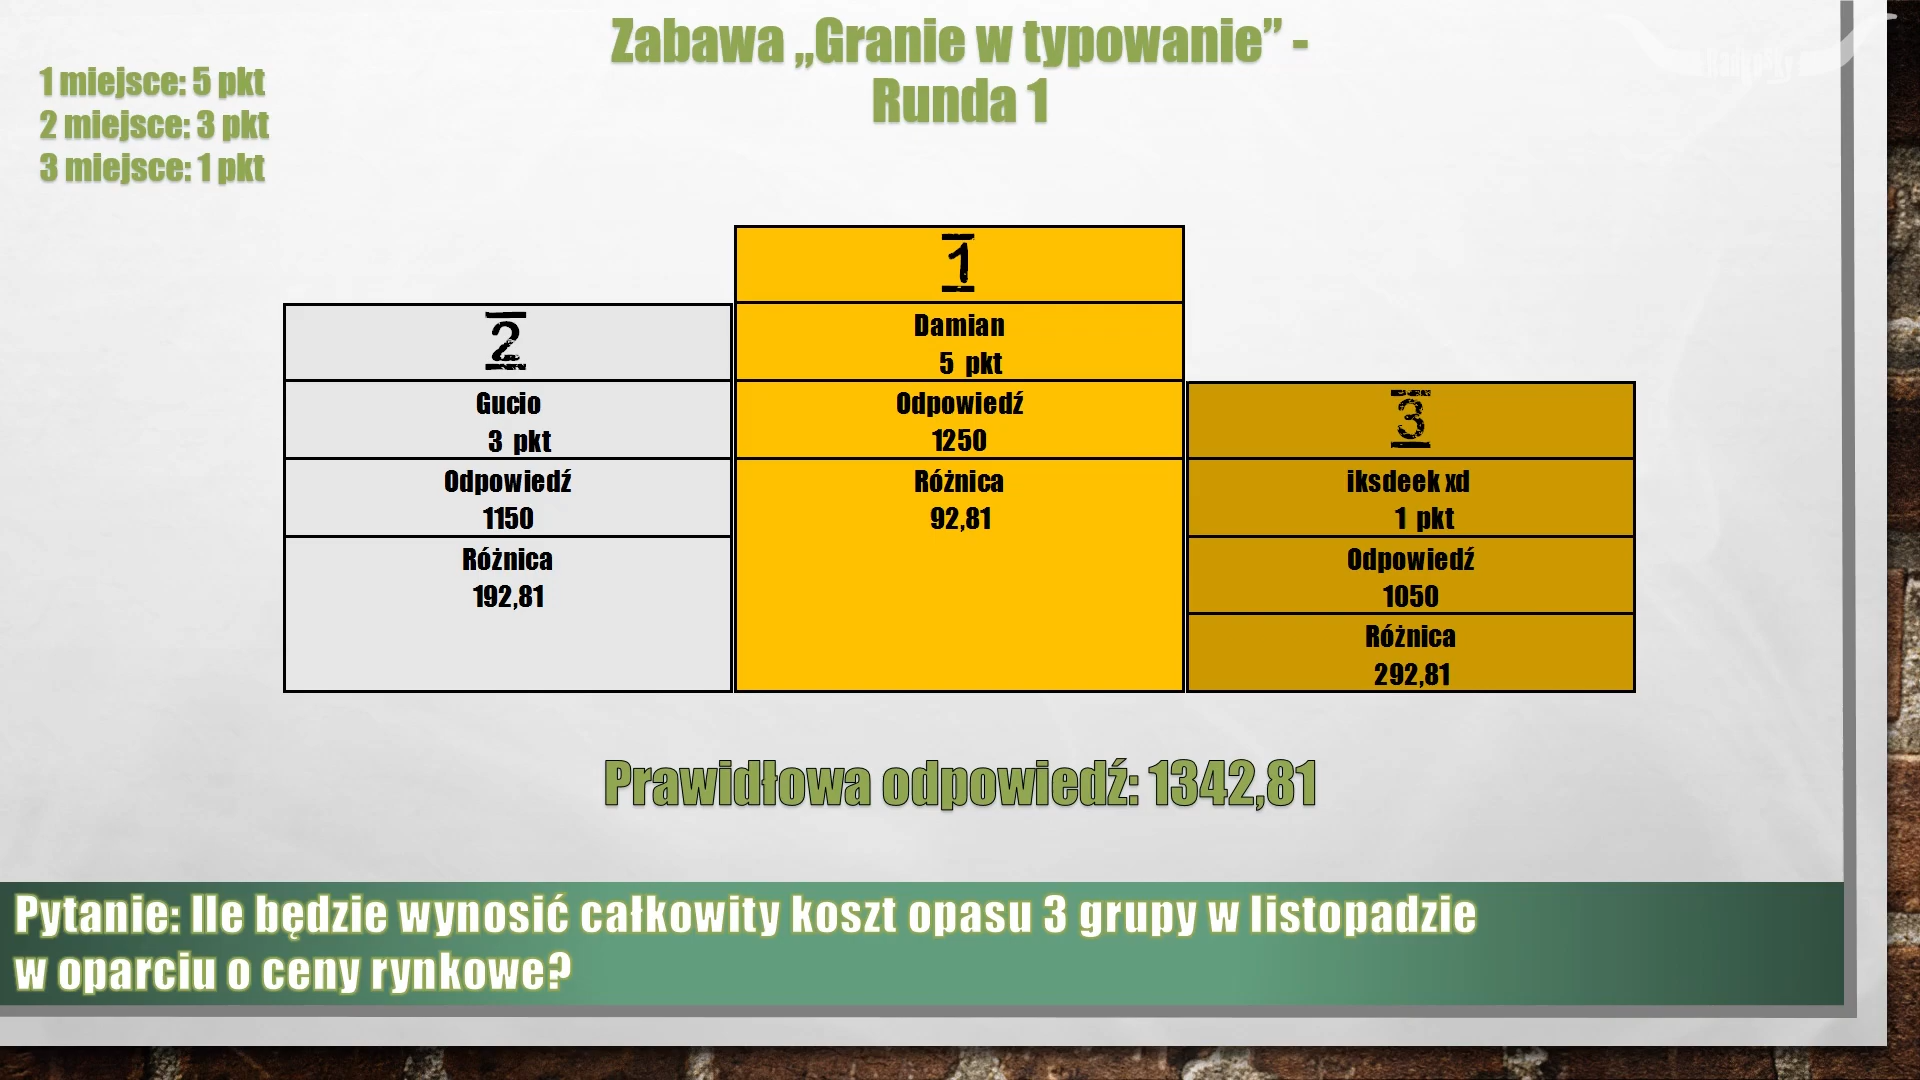 Zabawa „Granie w typowanie” -
Runda 1
1 miejsce: 5 pkt
2 miejsce: 3 pkt
3 miejsce: 1 pkt
1
Damian
5 pkt
Odpowiedź
1250
Różnica
92,81
2
Gucio
3 pkt
Odpowiedź
1150
Różnica
192,81
3
iksdeek xd
1 pkt
Odpowiedź
1050
Różnica
292,81
Prawidłowa odpowiedź: 1342,81
Pytanie: Ile będzie wynosić całkowity koszt opasu 3 grupy w listopadzie
w oparciu o ceny rynkowe?